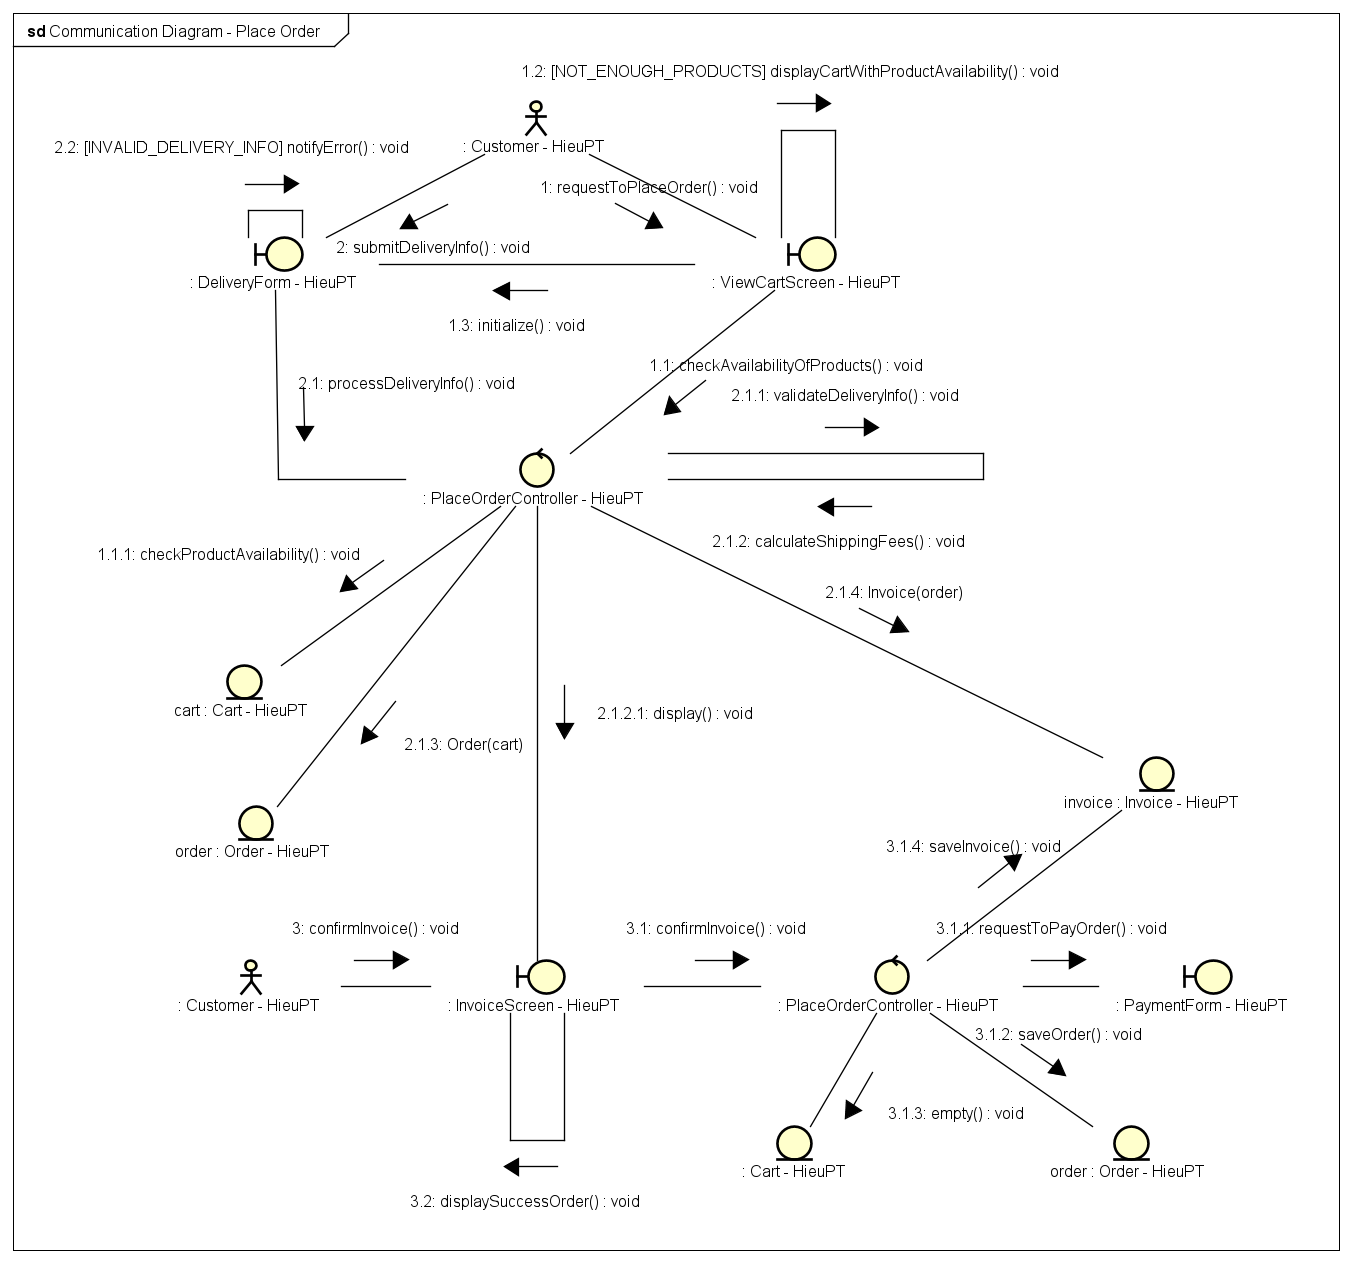 sd Communication Diagram - Place Order
1.2: [NOT_ENOUGH_PRODUCTS] displayCartWithProductAvailability() : void
2.2: [INVALID_DELIVERY_INFO] notifyError() : void
: Customer - HieuPT
1: requestToPlaceOrder() : void
2: submitDeliveryInfo() : void
: DeliveryForm - HieuPT
: ViewCartScreen - HieuPT
1.3: initialize() : void
1.1: checkAvailabilityOfProducts() : void
2.1: processDeliveryInfo() : void
2.1.1: validateDeliveryInfo() : void
: PlaceOrderController - HieuPT
2.1.2: calculateShippingFees() : void
1.1.1: checkProductAvailability() : void
2.1.4: Invoice(order)
cart : Cart - HieuPT
2.1.2.1: display() : void
2.1.3: Order(cart)
invoice : Invoice - HieuPT
order : Order - HieuPT
3.1.4: saveInvoice() : void
3: confirmInvoice() : void
3.1: confirmInvoice() : void
3.1.1: requestToPayOrder() : void
: Customer - HieuPT
: InvoiceScreen - HieuPT
: PlaceOrderController - HieuPT
: PaymentForm - HieuPT
3.1.2: saveOrder() : void
3.1.3: empty() : void
: Cart - HieuPT
order : Order - HieuPT
3.2: displaySuccessOrder() : void